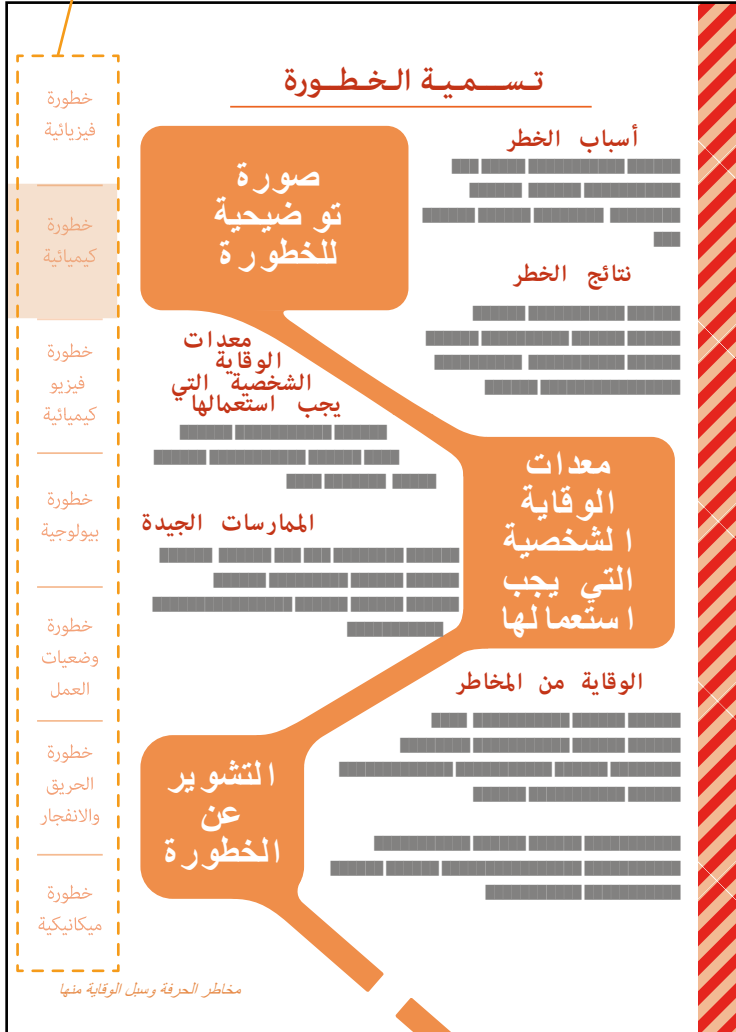 تسمية الخطورة
أسباب الخطر
صورة
توضيحية
للخطورة
نتائج الخطر
معدات
الوقاية
الشخصية التي
يجب استعمالها
معدات
الوقاية
الشخصية
التي يجب
استعمالها
الممارسات الجيدة
الوقاية من المخاطر
التشوير
عن
الخطورة
خطورة
فيزيائية
خطورة
كيميائية
خطورة
فيزيو
كيميائية
خطورة
بيولوجية
خطورة
وضعيات
العمل
خطورة
الحريق
والانفجار
خطورة
ميكانيكية
مخاطر الحرفة وسبل الوقاية منها